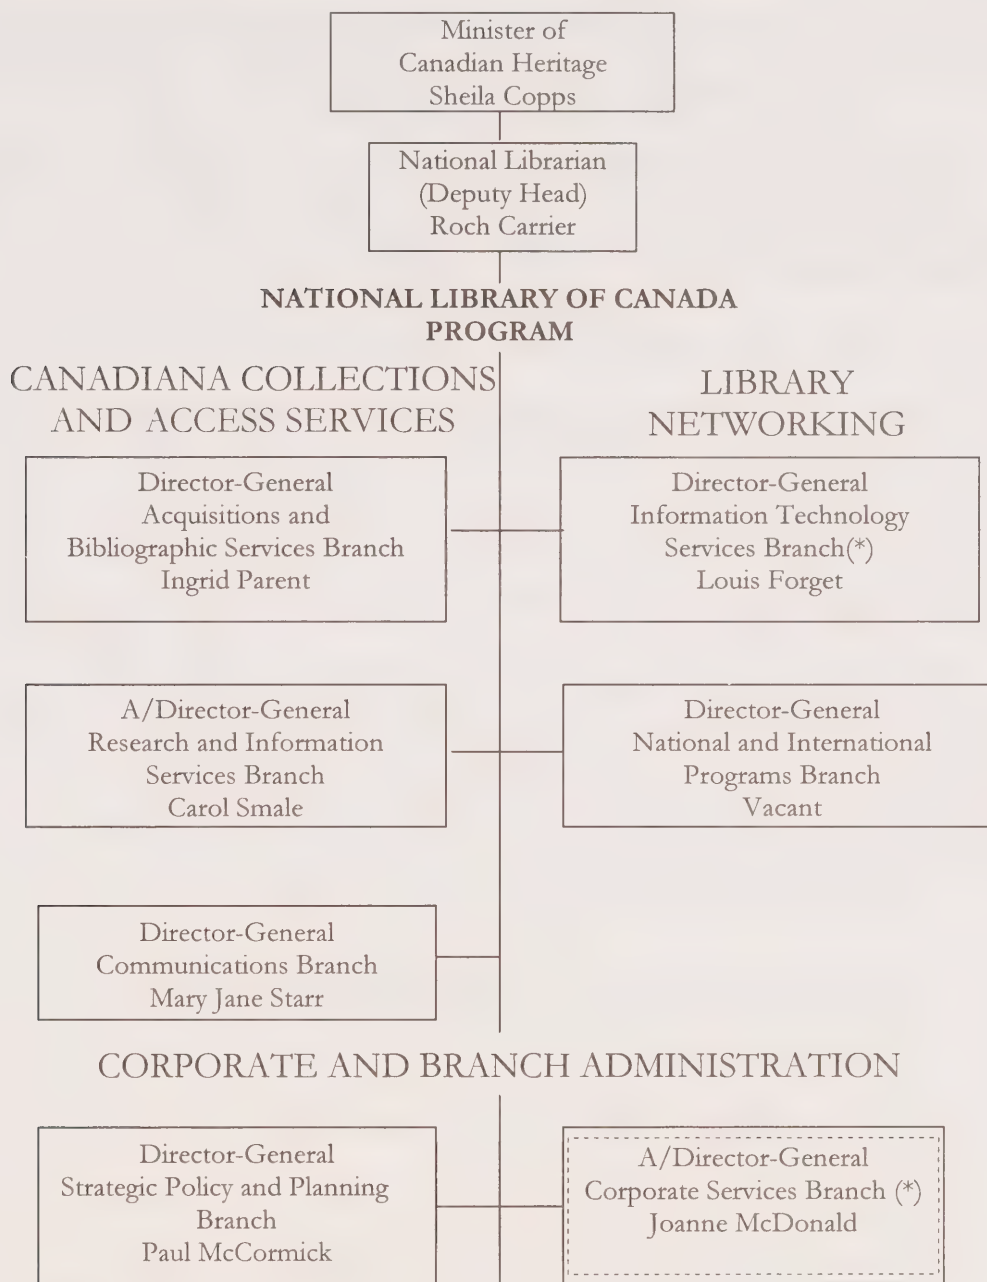 Minister of
Canadian Heritage
Sheila Copps
National Librarian
(Deputy Head)
Roch Carrier
NATIONAL LIBRARY OF CANADA
PROGRAM
CANADIANA COLLECTIONS
AND ACCESS SERVICES
Director-General
Acquisitions and
Bibliographic Services Branch
Ingrid Parent
A/Director-General
Research and Information
Services Branch
Carol Smale
Director-General
Communications Branch
Mary Jane Starr
LIBRARY
NETWORKING
Director-General
Information Technology
Services Branch(*)
Louis Forget
Director-General
National and International
Programs Branch
Vacant
CORPORATE AND BRANCH ADMINISTRATION
Director-General
Strategic Policy and Planning
Branch
Paul McCormick
A/Director-General
Corporate Services Branch (*)
Joanne McDonald